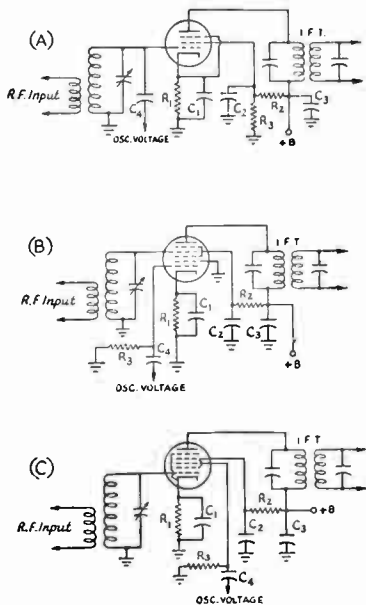 (A)
I.F.T.
R.F. Input
C4
R1
C1
C2
R2
R3
C3
OSC. VOLTAGE
+B
(B)
I F T
R.F. Input
R1
C1
R2
R3
C4
C2
C3
+B
OSC. VOLTAGE
(C)
I F T
R.F. Input
R1
C1
R2
+B
C2
C3
R3
C4
OSC. VOLTAGE